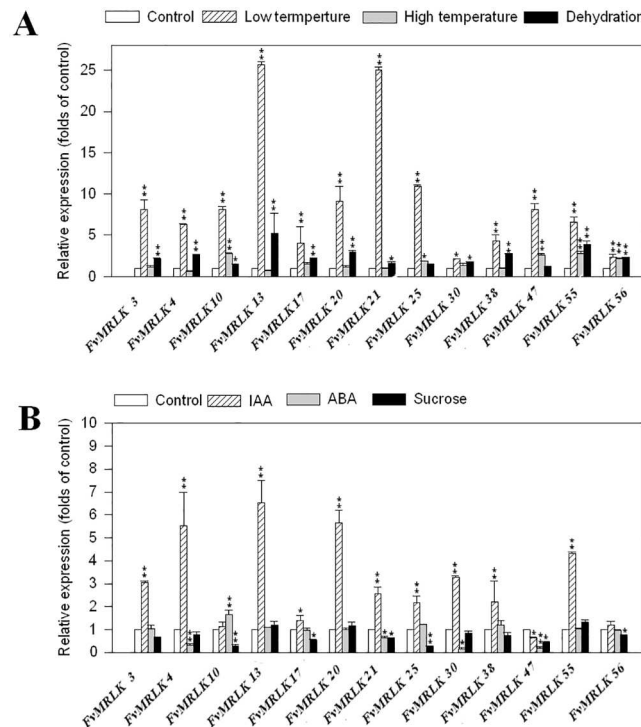 A
Control Low termperture High temperature Dehydration
Relative expression (folds of control)
25
20
15
10
5
0
FvMRLK 3 FvMRLK 4 FvMRLK 10 FvMRLK 13 FvMRLK 17 FvMRLK 20 FvMRLK 21 FvMRLK 25 FvMRLK 30 FvMRLK 38 FvMRLK 47 FvMRLK 55 FvMRLK 56
B
Control IAA ABA Sucrose
Relative expression (folds of control)
10
9
8
7
6
5
4
3
2
1
0
FvMRLK 3 FvMRLK 4 FvMRLK 10 FvMRLK 13 FvMRLK 17 FvMRLK 20 FvMRLK 21 FvMRLK 25 FvMRLK 30 FvMRLK 38 FvMRLK 47 FvMRLK 55 FvMRLK 56